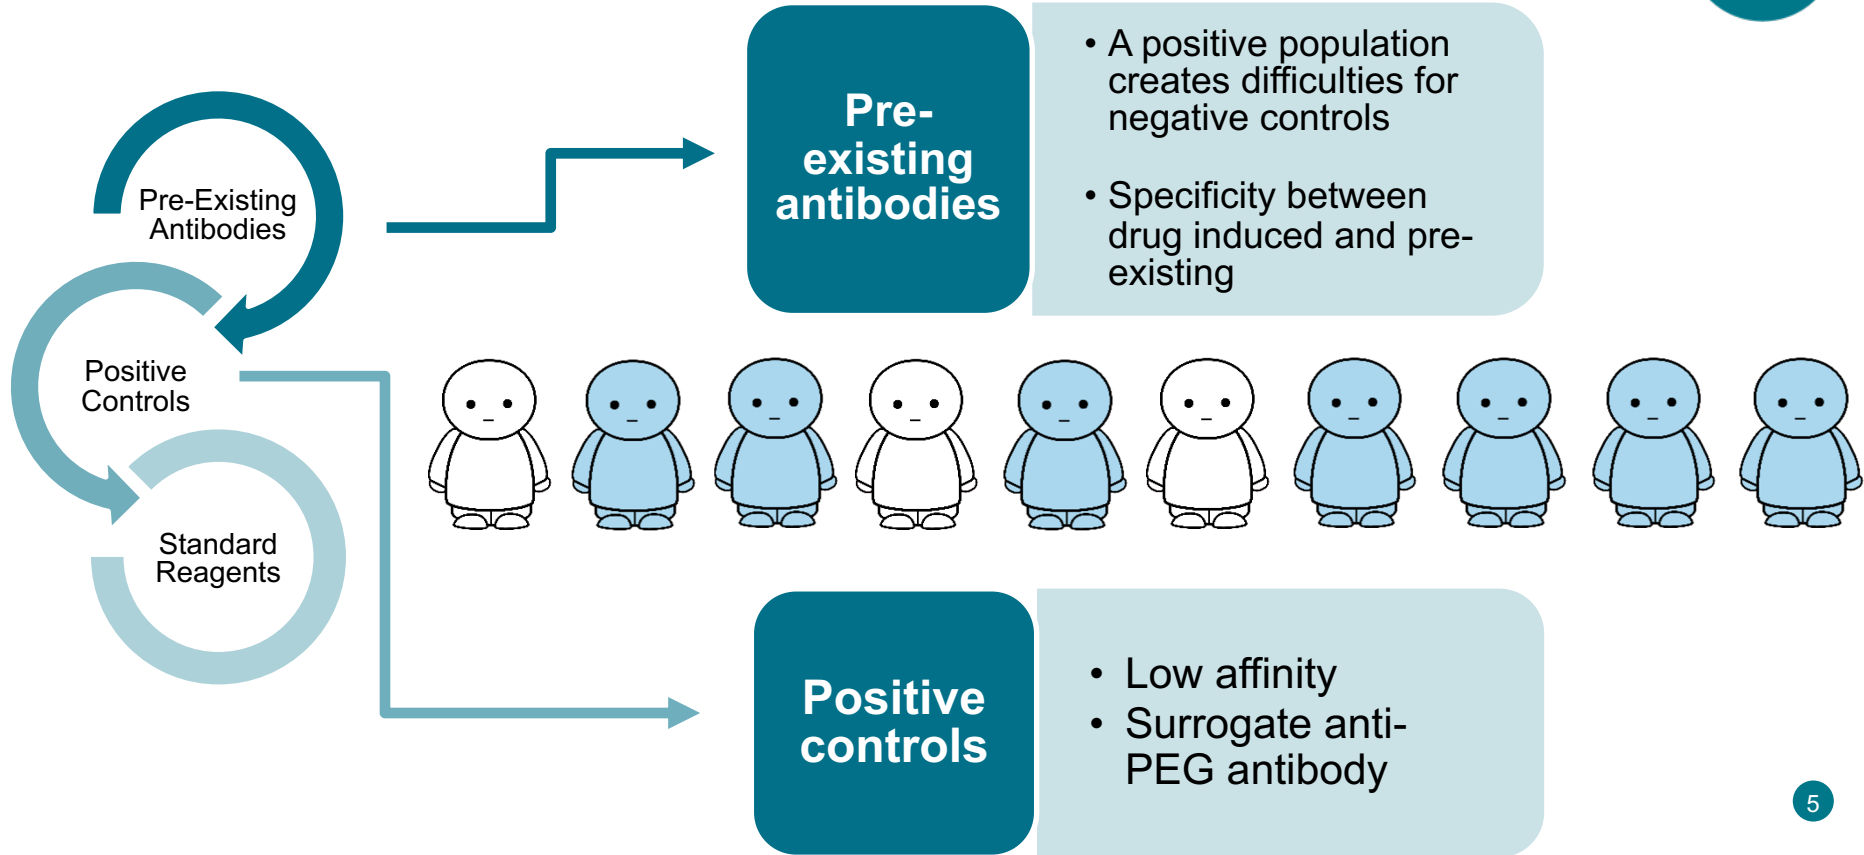 Pre-Existing
Antibodies
Positive
Controls
Standard
Reagents
Pre-
existing
antibodies
• A positive population
creates difficulties for
negative controls
• Specificity between
drug induced and pre-
existing
Positive
controls
• Low affinity
• Surrogate anti-
PEG antibody
5